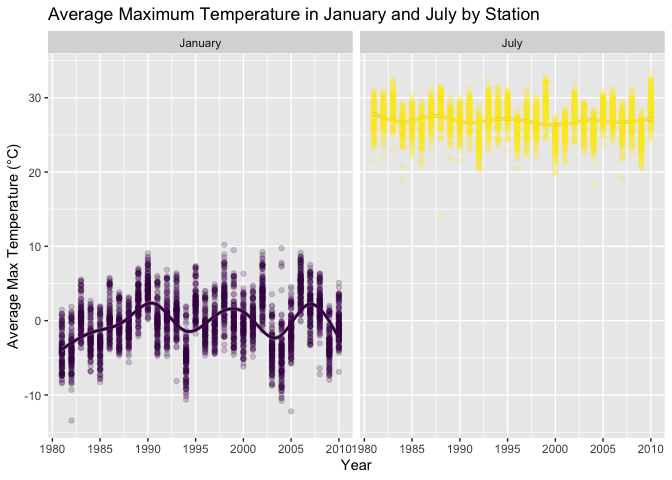 Average Maximum Temperature in January and July by Station
January July
30
20
10
0
-10
Average Max Temperature (°C)
1980 1985 1990 1995 2000 2005 2010 1980 1985 1990 1995 2000 2005 2010
Year